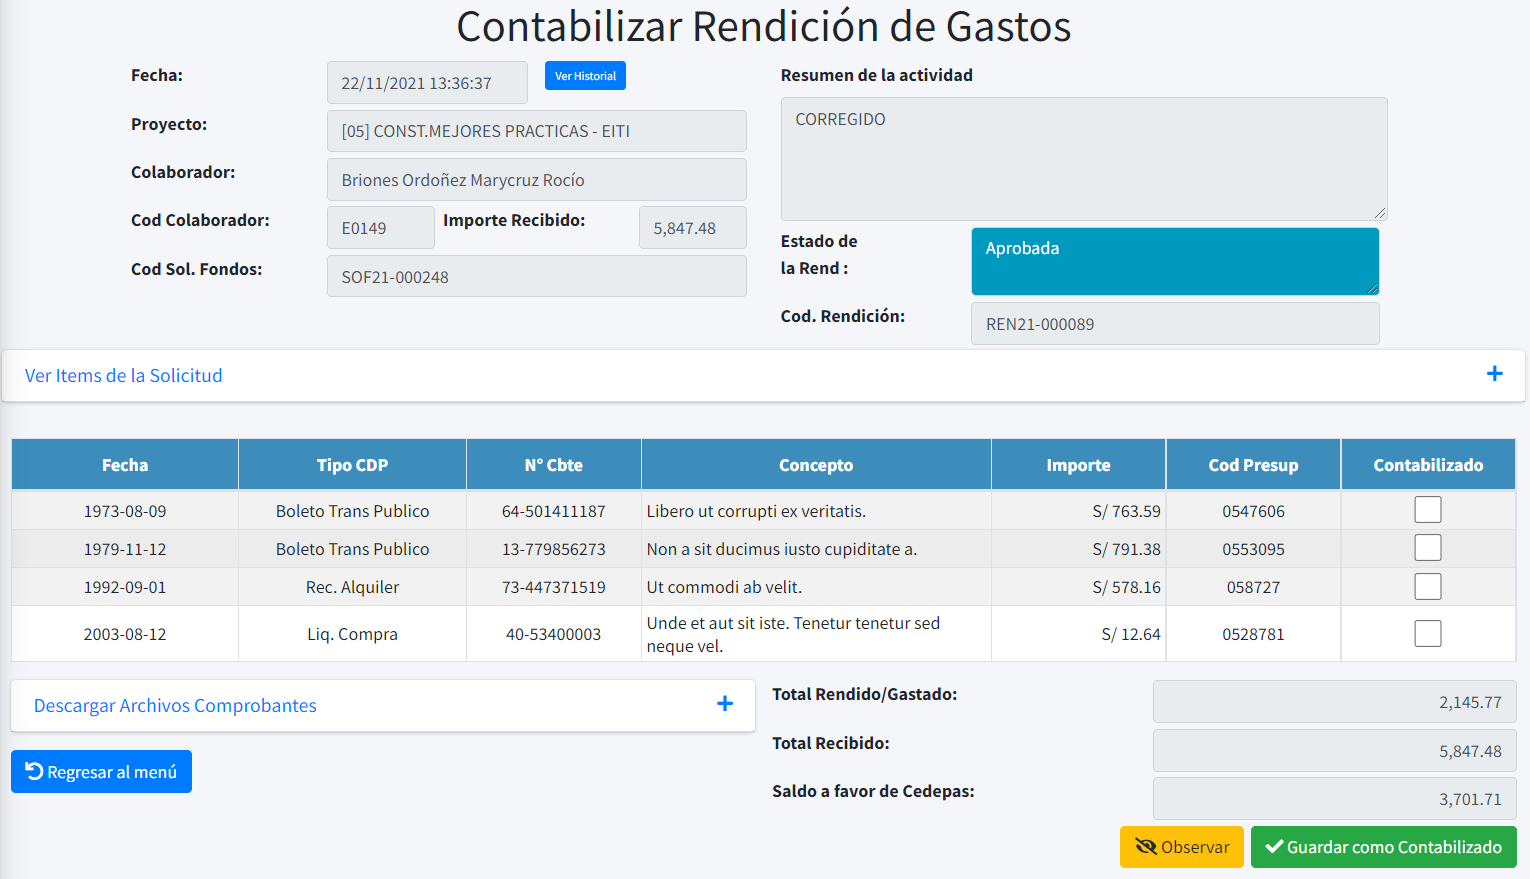 Contabilizar Rendición de Gastos
Fecha: 22/11/2021 13:36:37 Ver Historial
Proyecto: [05] CONST.MEJORES PRACTICAS - EITI
Colaborador: Briones Ordoñez Marycruz Rocío
Cod Colaborador: E0149 Importe Recibido: 5,847.48
Cod Sol. Fondos: SOF21-000248
Resumen de la actividad
CORREGIDO
Estado de
la Rend :
Aprobada
Cod. Rendición: REN21-000089
Ver Items de la Solicitud
Fecha Tipo CDP N° Cbte Concepto Importe Cod Presup Contabilizado
1973-08-09 Boleto Trans Publico 64-501411187 Libero ut corrupti ex veritatis. S/ 763.59 0547606
1979-11-12 Boleto Trans Publico 13-779856273 Non a sit ducimus iusto cupiditate a. S/ 791.38 0553095
1992-09-01 Rec. Alquiler 73-447371519 Ut commodi ab velit. S/ 578.16 058727
2003-08-12 Liq. Compra 40-53400003 Unde et aut sit iste. Tenetur tenetur sed
neque vel. S/ 12.64 0528781
Descargar Archivos Comprobantes
Regresar al menú
Total Rendido/Gastado: 2,145.77
Total Recibido: 5,847.48
Saldo a favor de Cedepas: 3,701.71
Observar Guardar como Contabilizado